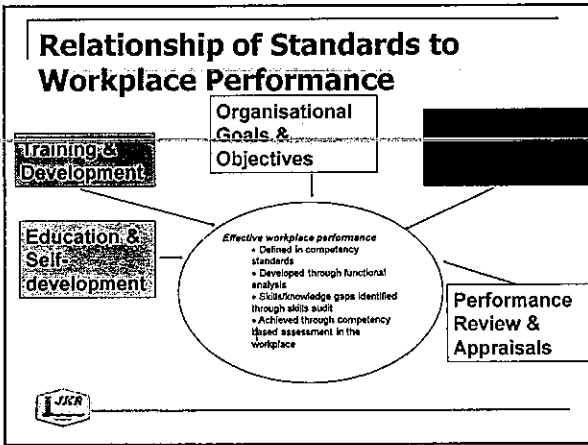 Relationship of Standards to
Workplace Performance
Organisational
Goals &
Objectives
Training &
Development
Education &
Self-
development
Effective workplace performance
• Defined in competency
standards
• Developed through functional
analysis
• Skills/knowledge gaps identified
through skills audit
• Achieved through competency
based assessment in the
workplace
Performance
Review &
Appraisals